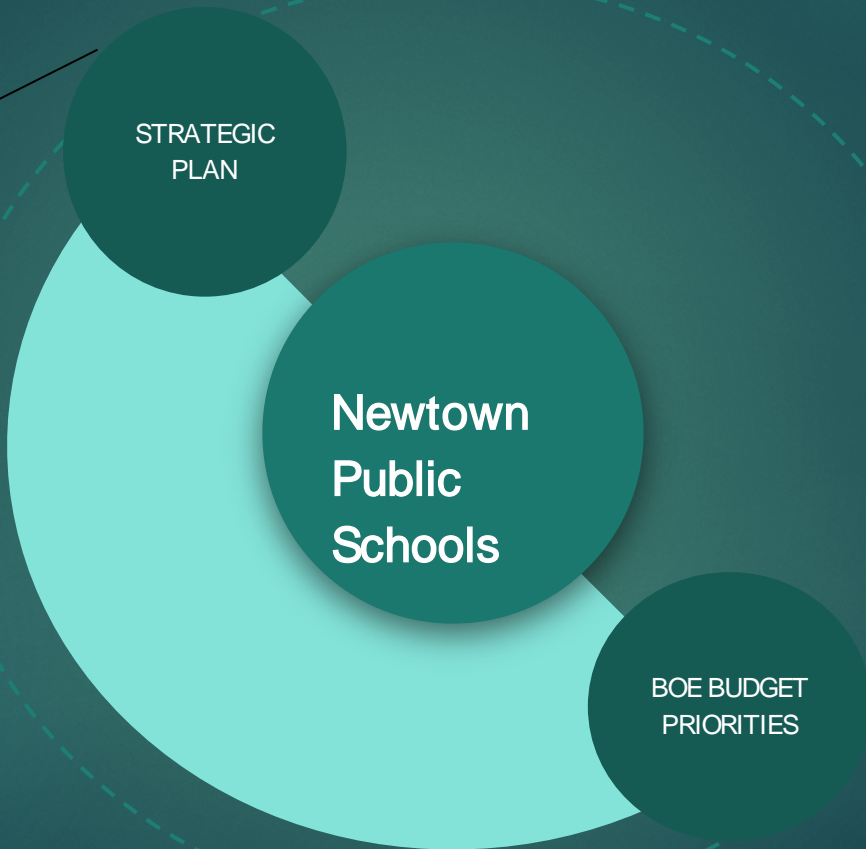 STRATEGIC
PLAN
Newtown
Public
Schools
BOE BUDGET
PRIORITIES